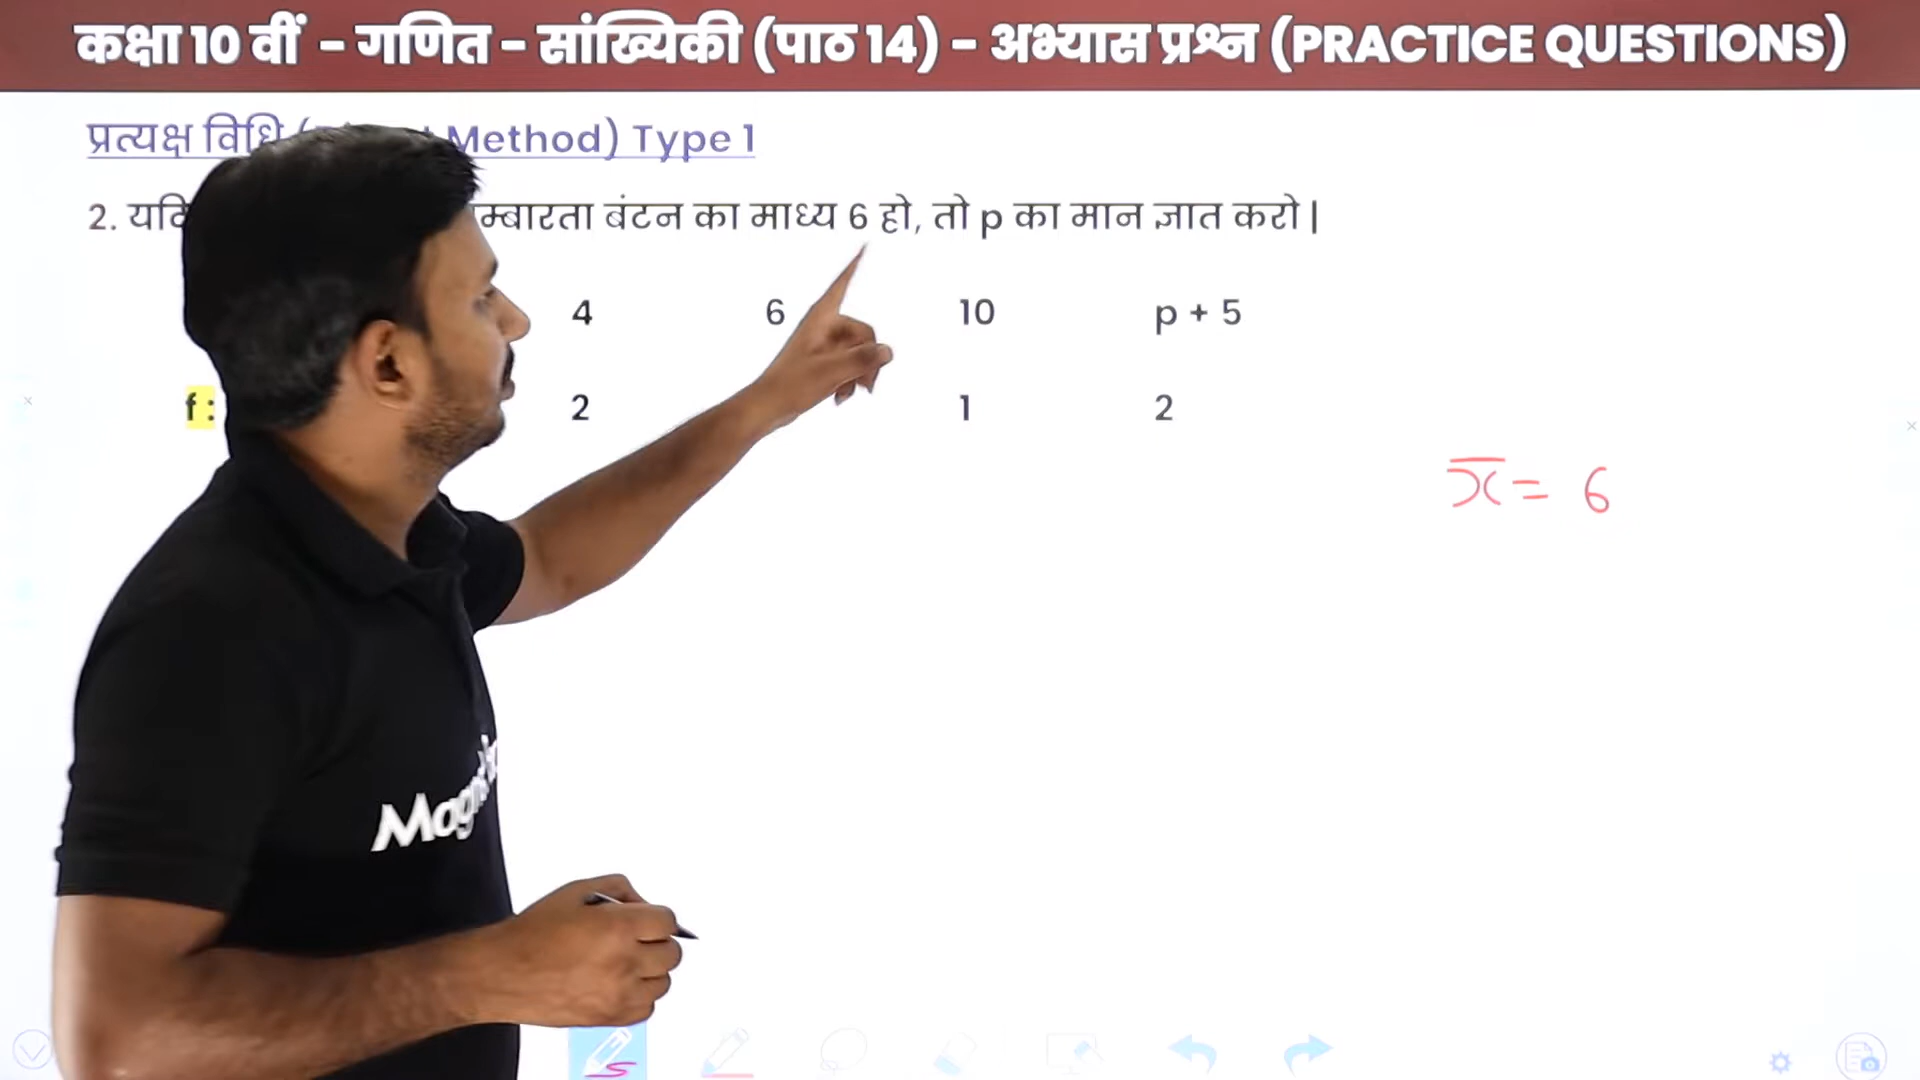 कक्षा 10 वीं - गणित - सांख्यिकी (पाठ 14) - अभ्यास प्रश्न (PRACTICE QUESTIONS)
प्रत्यक्ष विधि Method) Type 1
2. म्बारता बंटन का माध्य 6 हो, तो p का मान ज्ञात करो |
4 6 10 p + 5
f : 2 1 2
x̄ = 6